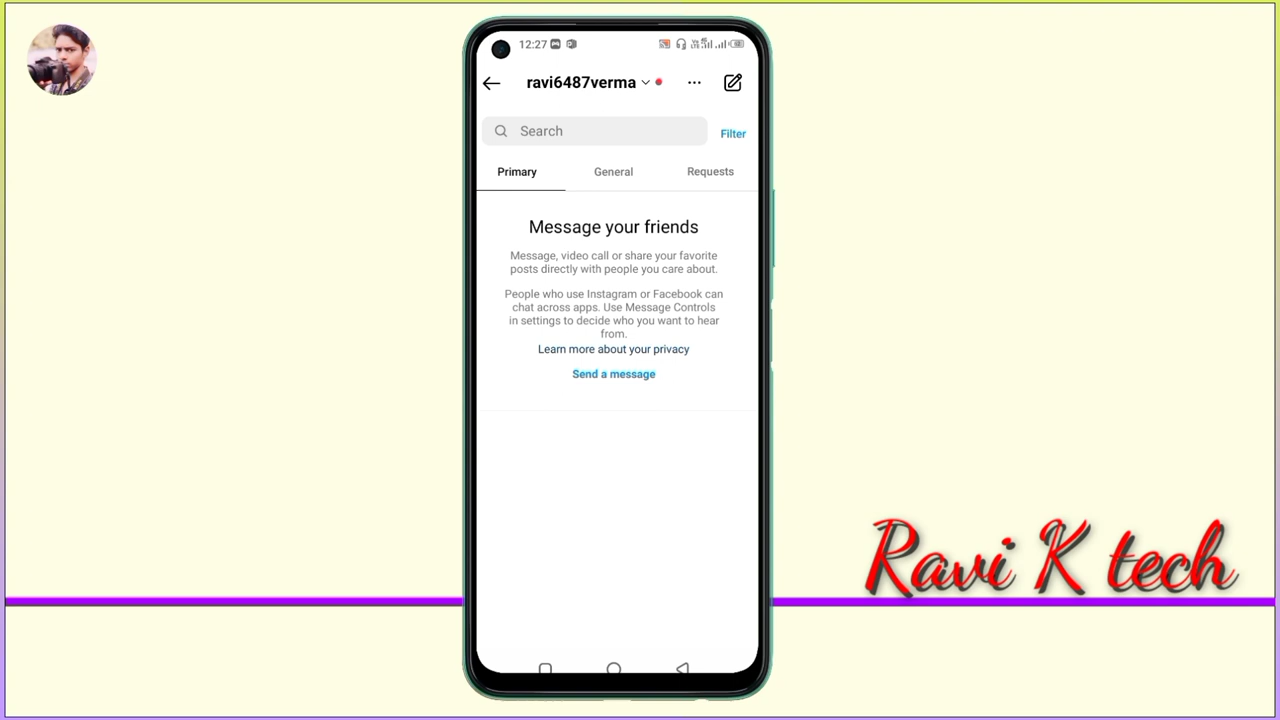 12:27
ravi6487verma
Search
Filter
Primary
General
Requests
Message your friends
Message, video call or share your favorite
posts directly with people you care about.
People who use Instagram or Facebook can
chat across apps. Use Message Controls
in settings to decide who you want to hear
from.
Learn more about your privacy
Send a message
Ravi K tech